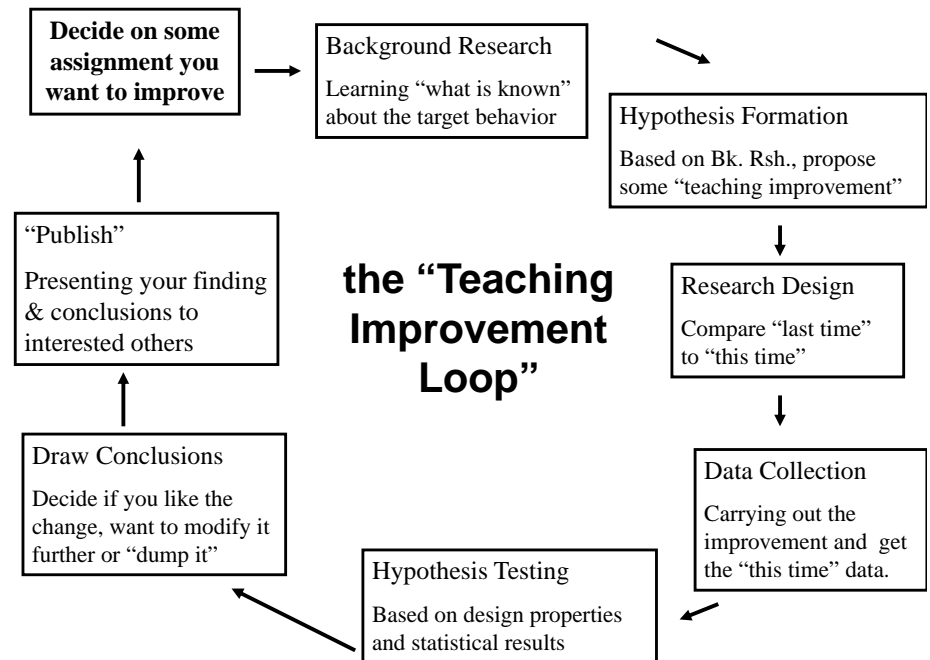 Decide on some
assignment you
want to improve
Background Research
Learning “what is known”
about the target behavior
Hypothesis Formation
Based on Bk. Rsh., propose
some “teaching improvement”
“Publish”
Presenting your finding
& conclusions to
interested others
the “Teaching
Improvement
Loop”
Research Design
Compare “last time”
to “this time”
Draw Conclusions
Decide if you like the
change, want to modify it
further or “dump it”
Data Collection
Carrying out the
improvement and  get
the “this time” data.
Hypothesis Testing
Based on design properties
and statistical results